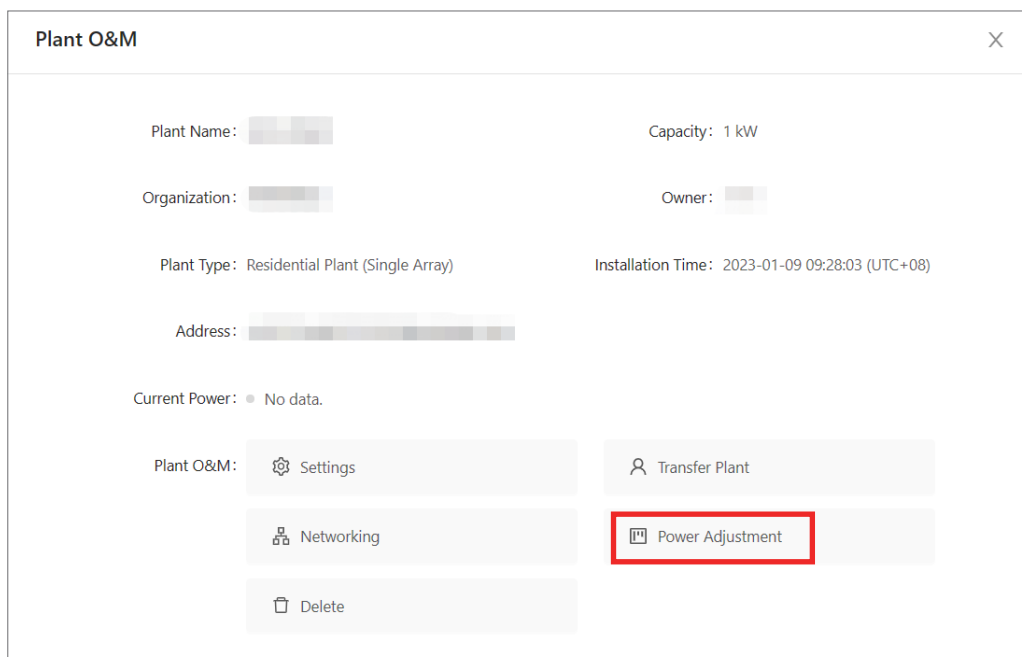 Plant O&M
Plant Name:
Capacity: 1 kW
Organization:
Owner:
Plant Type: Residential Plant (Single Array)
Installation Time: 2023-01-09 09:28:03 (UTC+08)
Address:
Current Power: No data.
Plant O&M:
Settings
Transfer Plant
Networking
Power Adjustment
Delete